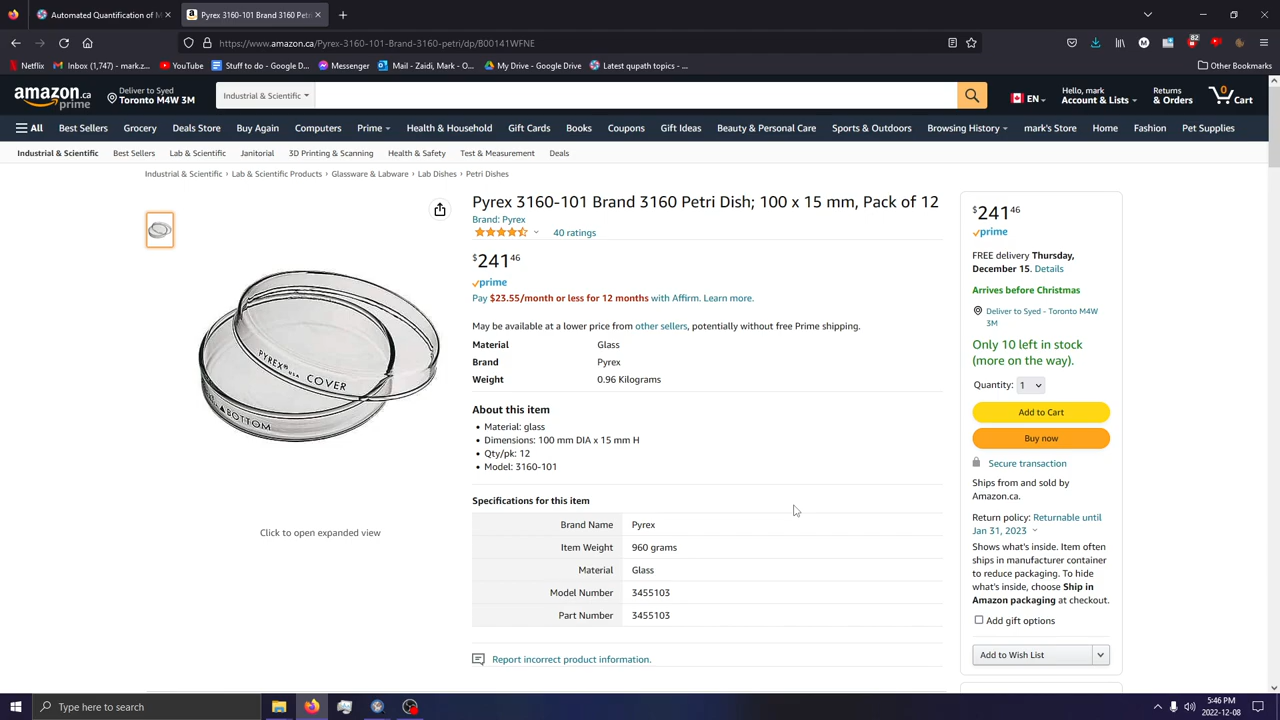 Automated Quantification of M
Pyrex 3160-101 Brand 3160 Petri
https://www.amazon.ca/Pyrex-3160-101-Brand-3160-petri/dp/B00141WFNE
82
Netflix
Inbox (1,747) - mark.z...
YouTube
Stuff to do - Google D...
Messenger
Mail - Zaidi, Mark - O...
My Drive - Google Drive
Latest qupath topics - ...
Other Bookmarks
amazon.ca
prime
Deliver to Syed
Toronto M4W 3M
Industrial & Scientific
EN
Hello, mark
Account & Lists
Returns
& Orders
0
Cart
All
Best Sellers
Grocery
Deals Store
Buy Again
Computers
Prime
Health & Household
Gift Cards
Books
Coupons
Gift Ideas
Beauty & Personal Care
Sports & Outdoors
Browsing History
mark's Store
Home
Fashion
Pet Supplies
Industrial & Scientific
Best Sellers
Lab & Scientific
Janitorial
3D Printing & Scanning
Health & Safety
Test & Measurement
Deals
Industrial & Scientific › Lab & Scientific Products › Glassware & Labware › Lab Dishes › Petri Dishes
PYREX® USA COVER
BOTTOM
Click to open expanded view
Pyrex 3160-101 Brand 3160 Petri Dish; 100 x 15 mm, Pack of 12
Brand: Pyrex
40 ratings
$241 46
prime
Pay $23.55/month or less for 12 months with Affirm. Learn more.
May be available at a lower price from other sellers, potentially without free Prime shipping.
Material Glass
Brand Pyrex
Weight 0.96 Kilograms
About this item
• Material: glass
• Dimensions: 100 mm DIA x 15 mm H
• Qty/pk: 12
• Model: 3160-101
Specifications for this item
Brand Name Pyrex
Item Weight 960 grams
Material Glass
Model Number 3455103
Part Number 3455103
Report incorrect product information.
$241 46
prime
FREE delivery Thursday,
December 15. Details
Arrives before Christmas
Deliver to Syed - Toronto M4W
3M
Only 10 left in stock
(more on the way).
Quantity: 1
Add to Cart
Buy now
Secure transaction
Ships from and sold by
Amazon.ca.
Return policy: Returnable until
Jan 31, 2023
Shows what's inside. Item often
ships in manufacturer container
to reduce packaging. To hide
what's inside, choose Ship in
Amazon packaging at checkout.
Add gift options
Add to Wish List
Type here to search
5:46 PM
2022-12-08